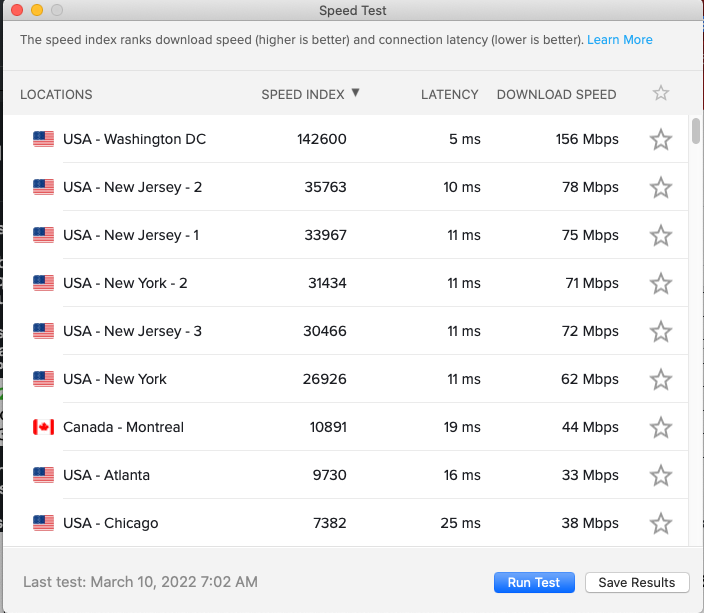 Speed Test
The speed index ranks download speed (higher is better) and connection latency (lower is better). Learn More
LOCATIONS SPEED INDEX ▼ LATENCY DOWNLOAD SPEED
USA - Washington DC 142600 5 ms 156 Mbps
USA - New Jersey - 2 35763 10 ms 78 Mbps
USA - New Jersey - 1 33967 11 ms 75 Mbps
USA - New York - 2 31434 11 ms 71 Mbps
USA - New Jersey - 3 30466 11 ms 72 Mbps
USA - New York 26926 11 ms 62 Mbps
Canada - Montreal 10891 19 ms 44 Mbps
USA - Atlanta 9730 16 ms 33 Mbps
USA - Chicago 7382 25 ms 38 Mbps
Last test: March 10, 2022 7:02 AM Run Test Save Results